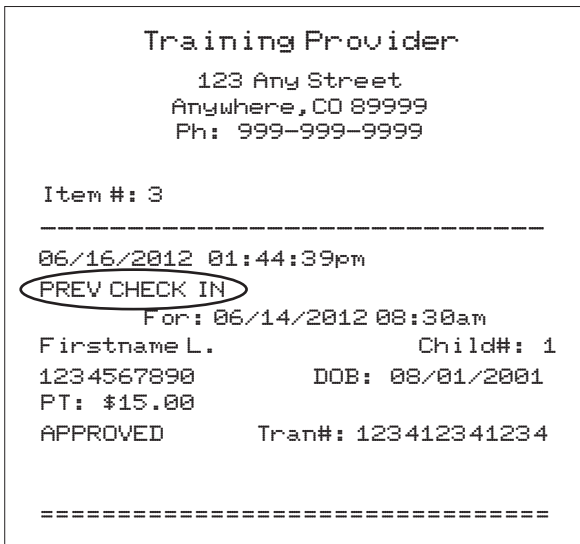 Training Provider
123 Any Street
Anywhere, CO 89999
Ph: 999-999-9999
Item #: 3
--------------------------------
06/16/2012 01:44:39pm
PREV CHECK IN
For: 06/14/2012 08:30am
Firstname L. Child#: 1
1234567890 DOB: 08/01/2001
PT: $15.00
APPROVED Tran#: 123412341234
=================================